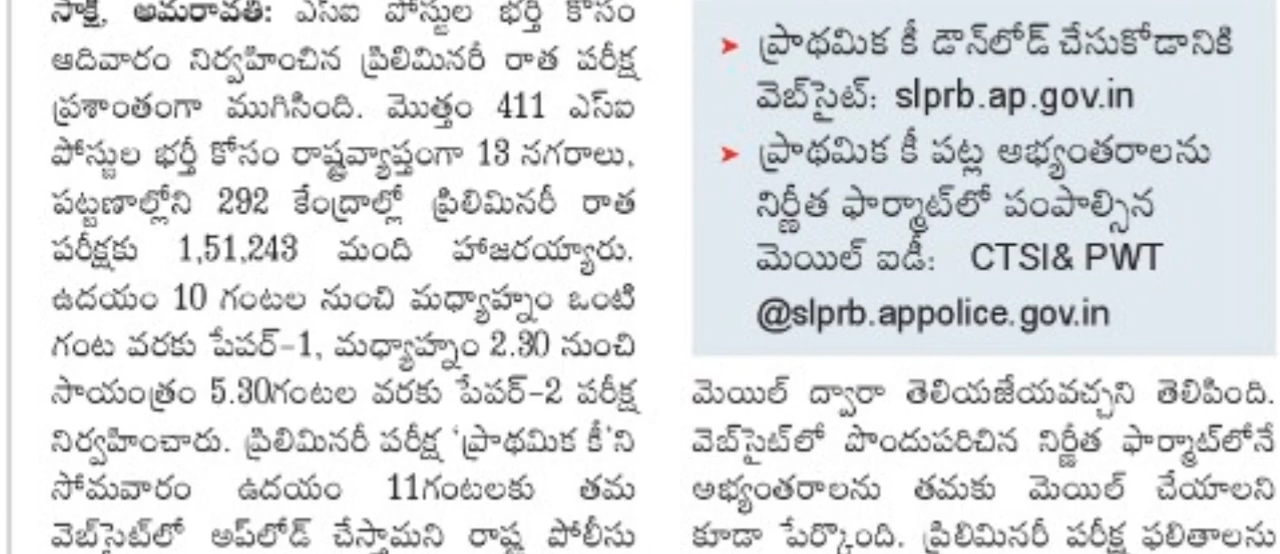 సాక్షి, అమరావతి: ఎస్ఐ పోస్టుల భర్తీ కోసం
ఆదివారం నిర్వహించిన ప్రిలిమినరీ రాత పరీక్ష
ప్రశాంతంగా ముగిసింది. మొత్తం 411 ఎస్ఐ
పోస్టుల భర్తీ కోసం రాష్ట్రవ్యాప్తంగా 13 నగరాలు,
పట్టణాల్లోని 292 కేంద్రాల్లో ప్రిలిమినరీ రాత
పరీక్షకు 1,51,243 మంది హాజరయ్యారు.
ఉదయం 10 గంటల నుంచి మధ్యాహ్నం ఒంటి
గంట వరకు పేపర్–1, మధ్యాహ్నం 2.30 నుంచి
సాయంత్రం 5.30గంటల వరకు పేపర్–2 పరీక్ష
నిర్వహించారు. ప్రిలిమినరీ పరీక్ష ‘ప్రాథమిక కీ’ని
సోమవారం ఉదయం 11గంటలకు తమ
వెబ్‌సైట్‌లో అప్‌లోడ్ చేస్తామని రాష్ట్ర పోలీసు
➤ ప్రాథమిక కీ డౌన్‌లోడ్ చేసుకోడానికి
వెబ్‌సైట్: slprb.ap.gov.in
➤ ప్రాథమిక కీ పట్ల అభ్యంతరాలను
నిర్ణీత ఫార్మాట్‌లో పంపాల్సిన
మెయిల్ ఐడీ: CTSI& PWT
@slprb.appolice.gov.in
మెయిల్ ద్వారా తెలియజేయవచ్చని తెలిపింది.
వెబ్‌సైట్‌లో పొందుపరిచిన నిర్ణీత ఫార్మాట్‌లోనే
అభ్యంతరాలను తమకు మెయిల్ చేయాలని
కూడా పేర్కొంది. ప్రిలిమినరీ పరీక్ష ఫలితాలను